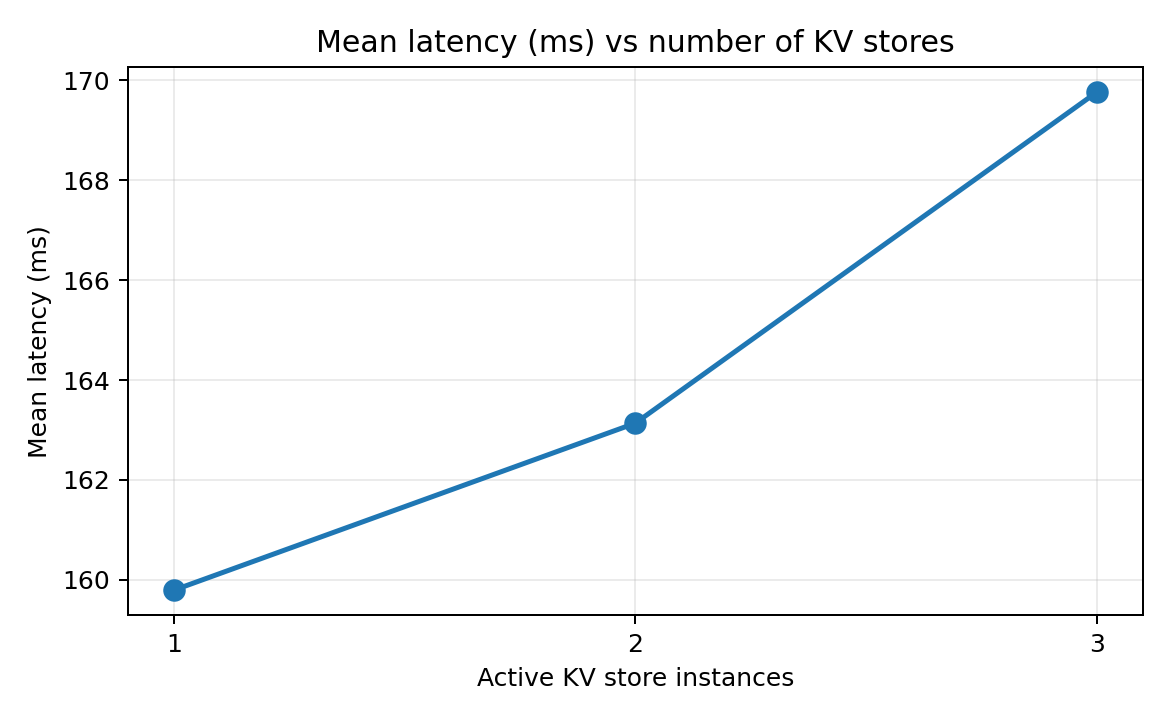 Mean latency (ms) vs number of KV stores
Mean latency (ms)
170
168
166
164
162
160
1 2 3
Active KV store instances